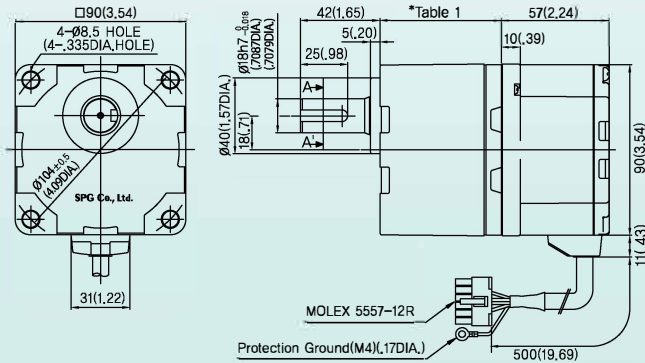 □90(3.54)
4-Ø8.5 HOLE
(4-.335DIA.HOLE)
Ø104±0.5
(4.09DIA.)
SPG Co., Ltd.
31(1.22)
42(1.65)
*Table 1
57(2.24)
5(.20)
10(.39)
25(.98)
Ø18h7 -0.018
(.7087DIA.)
(.7079DIA.)
A
A'
Ø40(1.57DIA.)
18(.71)
90(3.54)
11(.43)
MOLEX 5557-12R
Protection Ground(M4)(.17DIA.)
500(19.69)